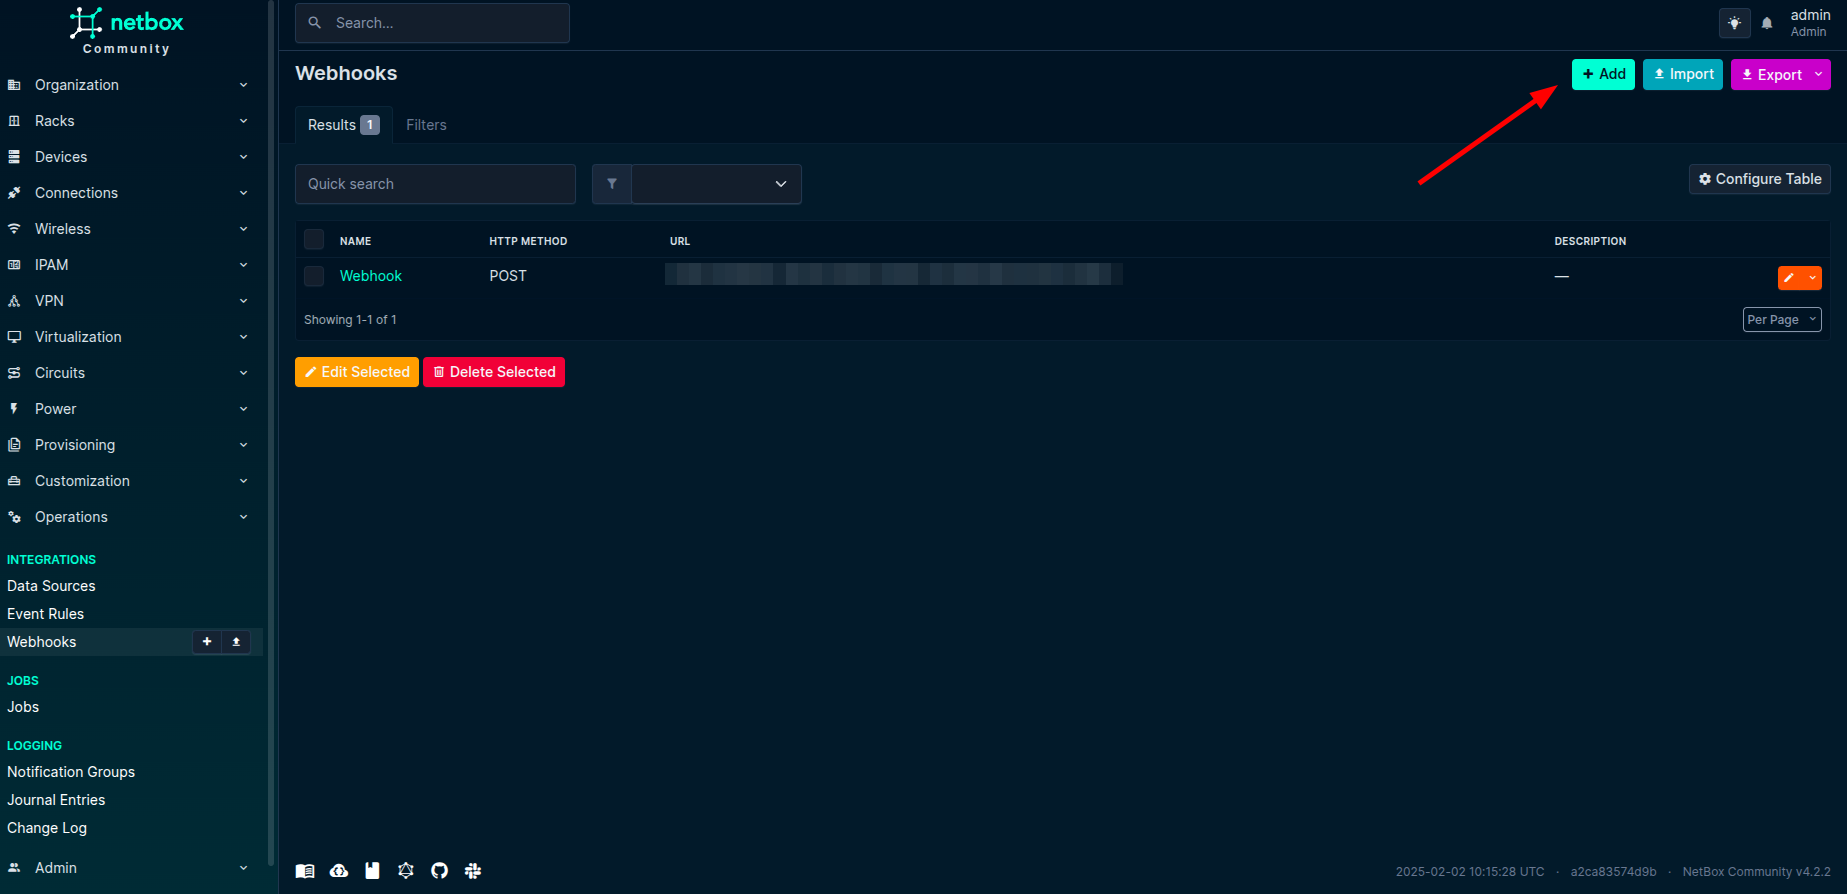 netbox
Community
Search...
admin
Admin
Organization
Racks
Devices
Connections
Wireless
IPAM
VPN
Virtualization
Circuits
Power
Provisioning
Customization
Operations
INTEGRATIONS
Data Sources
Event Rules
Webhooks
JOBS
Jobs
LOGGING
Notification Groups
Journal Entries
Change Log
Admin
Webhooks
Add Import Export
Results 1 Filters
Quick search
Configure Table
NAME HTTP METHOD URL DESCRIPTION
Webhook POST —
Showing 1-1 of 1
Per Page
Edit Selected Delete Selected
2025-02-02 10:15:28 UTC · a2ca83574d9b · NetBox Community v4.2.2